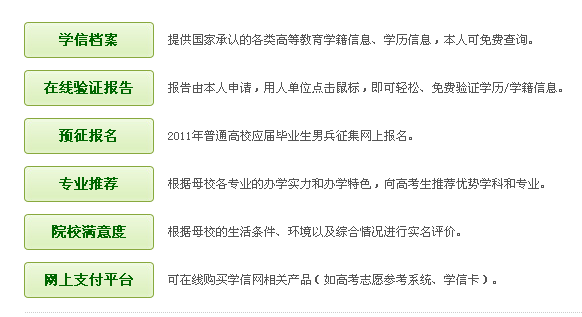 学信档案 提供国家承认的各类高等教育学籍信息、学历信息，本人可免费查询。
在线验证报告 报告由本人申请，用人单位点击鼠标，即可轻松、免费验证学历/学籍信息。
预征报名 2011年普通高校应届毕业生男兵征集网上报名。
专业推荐 根据母校各专业的办学实力和办学特色，向高考生推荐优势学科和专业。
院校满意度 根据母校的生活条件、环境以及综合情况进行实名评价。
网上支付平台 可在线购买学信网相关产品（如高考志愿参考系统、学信卡）。